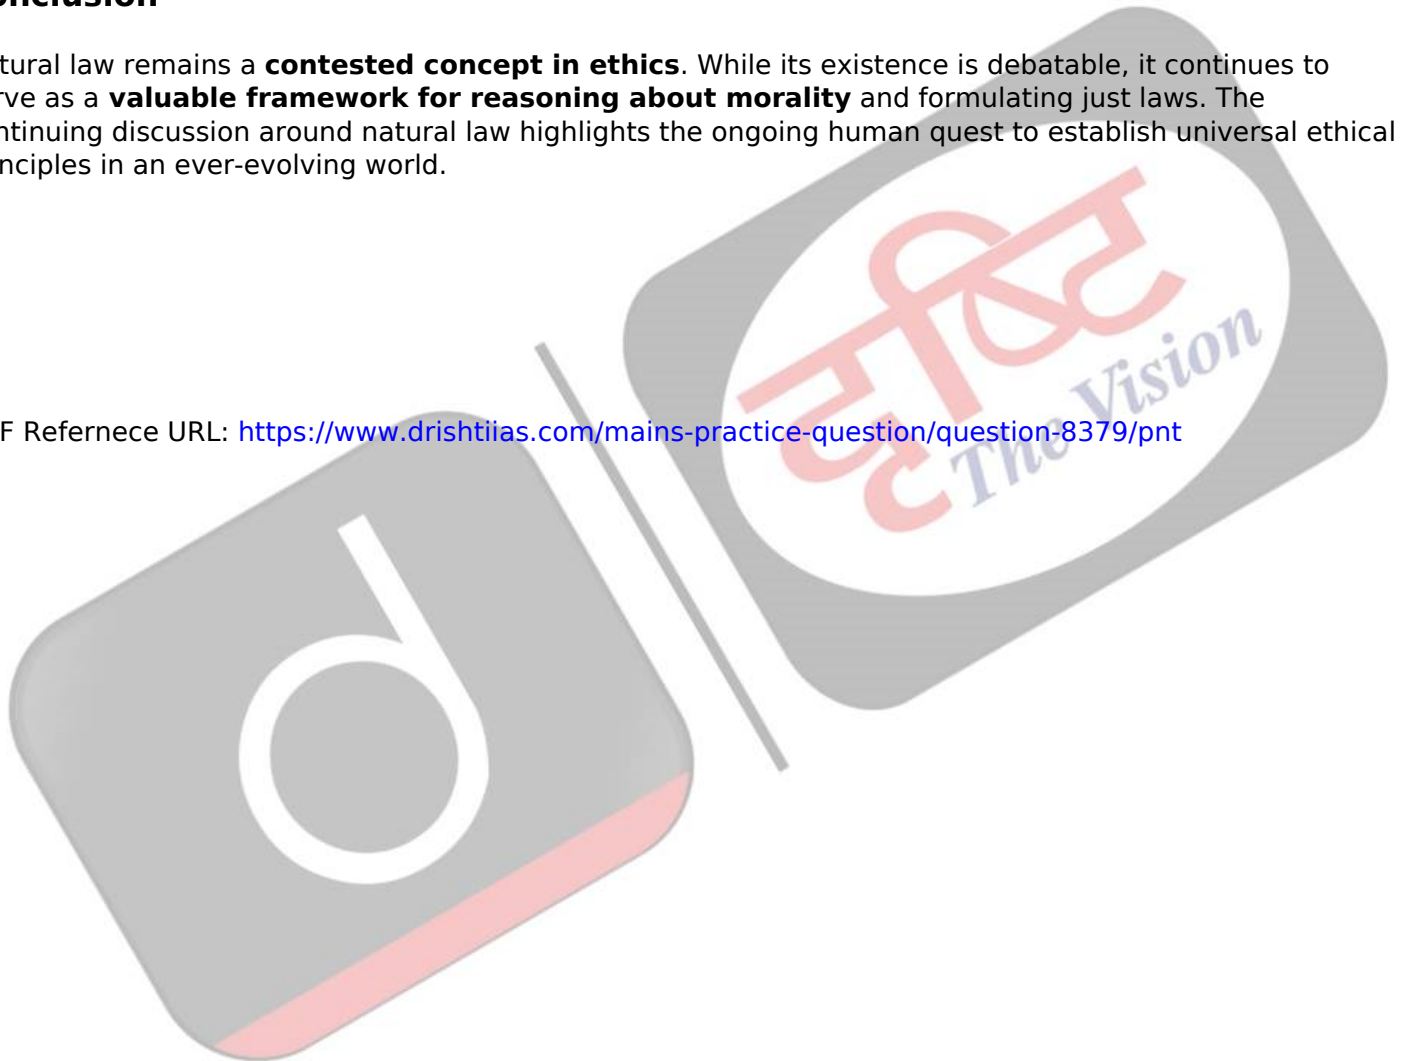 onclusion
tural law remains a contested concept in ethics. While its existence is debatable, it continues to
rve as a valuable framework for reasoning about morality and formulating just laws. The
ntinuing discussion around natural law highlights the ongoing human quest to establish universal ethical
nciples in an ever-evolving world.
दृष्टि
The Vision
F Refernece URL: https://www.drishtiias.com/mains-practice-question/question-8379/pnt
d